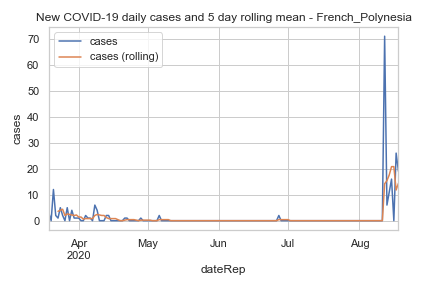 New COVID-19 daily cases and 5 day rolling mean - French_Polynesia
cases
cases (rolling)
70
60
50
40
30
20
10
0
cases
Apr
2020
May
Jun
Jul
Aug
dateRep